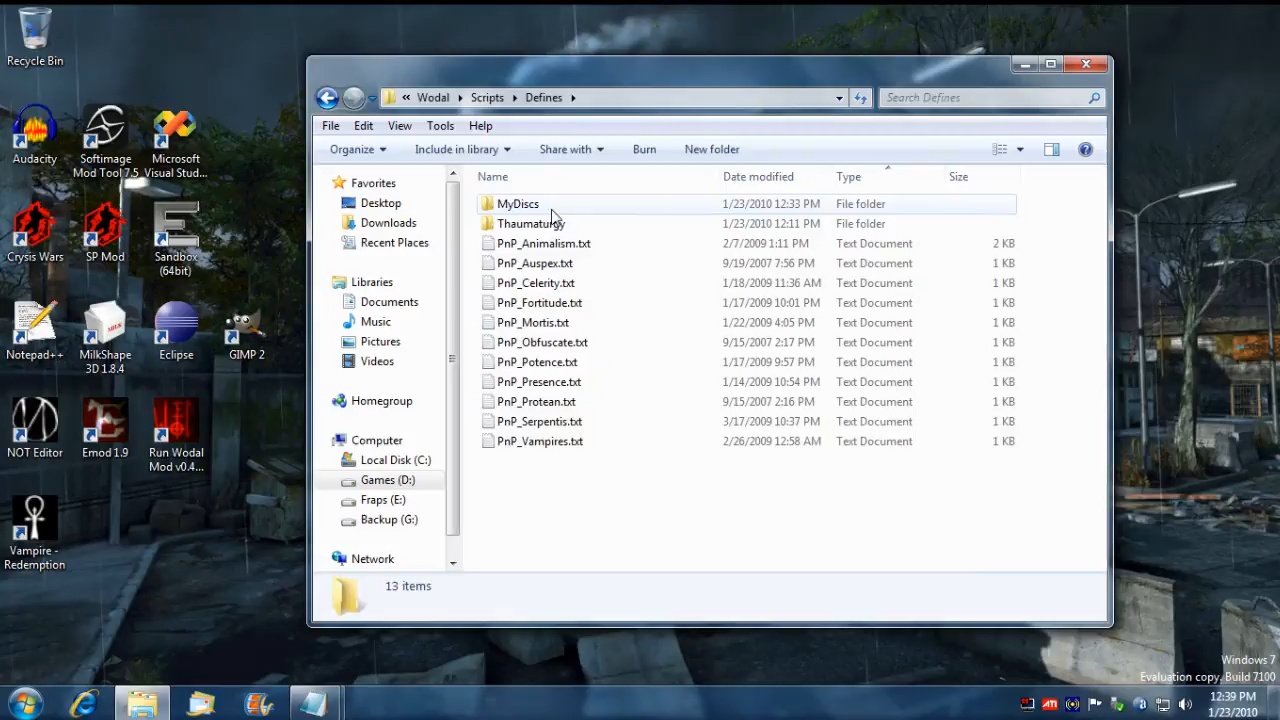 Recycle Bin
Audacity
Softimage
Mod Tool 7.5
Microsoft
Visual Stud...
Crysis Wars
SP Mod
Sandbox
(64bit)
Notepad++
MilkShape
3D 1.8.4
Eclipse
GIMP 2
NOT Editor
Emod 1.9
Run Wodal
Mod v0.4...
Vampire -
Redemption
« Wodal Scripts Defines
Search Defines
File Edit View Tools Help
Organize Include in library Share with Burn New folder
Favorites
Desktop
Downloads
Recent Places
Libraries
Documents
Music
Pictures
Videos
Homegroup
Computer
Local Disk (C:)
Games (D:)
Fraps (E:)
Backup (G:)
Network
Name Date modified Type Size
MyDiscs 1/23/2010 12:33 PM File folder
Thaumaturgy 1/23/2010 12:11 PM File folder
PnP_Animalism.txt 2/7/2009 1:11 PM Text Document 2 KB
PnP_Auspex.txt 9/19/2007 7:56 PM Text Document 1 KB
PnP_Celerity.txt 1/18/2009 11:36 AM Text Document 1 KB
PnP_Fortitude.txt 1/17/2009 10:01 PM Text Document 1 KB
PnP_Mortis.txt 1/22/2009 4:05 PM Text Document 1 KB
PnP_Obfuscate.txt 9/15/2007 2:17 PM Text Document 1 KB
PnP_Potence.txt 1/17/2009 9:57 PM Text Document 1 KB
PnP_Presence.txt 1/14/2009 10:54 PM Text Document 1 KB
PnP_Protean.txt 9/15/2007 2:16 PM Text Document 1 KB
PnP_Serpentis.txt 3/17/2009 10:37 PM Text Document 1 KB
PnP_Vampires.txt 2/26/2009 12:58 AM Text Document 1 KB
13 items
Windows 7
Evaluation copy. Build 7100
ATI
12:39 PM
1/23/2010